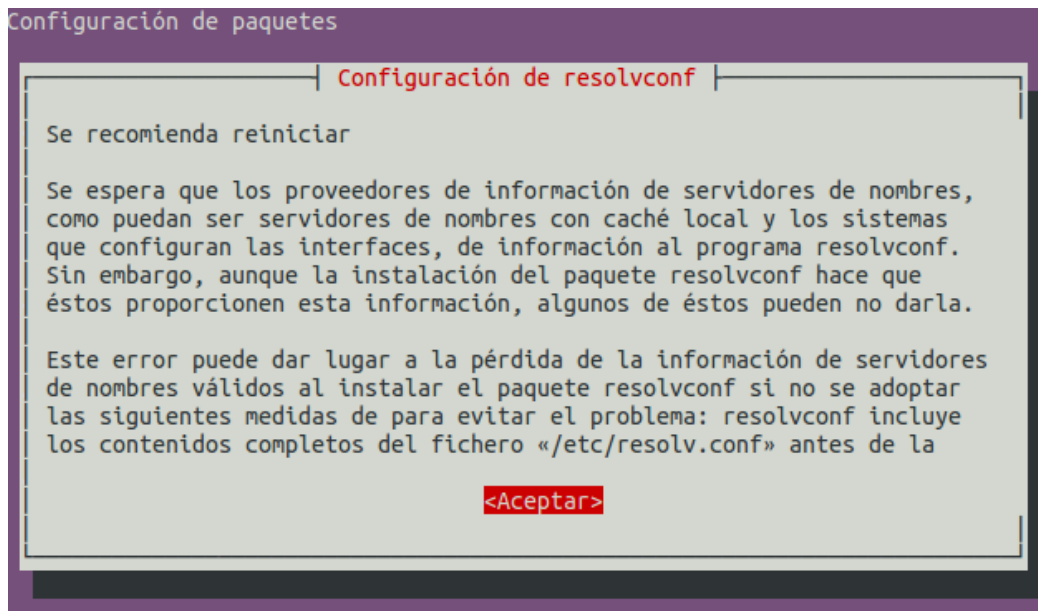 Configuración de paquetes
Configuración de resolvconf
Se recomienda reiniciar
Se espera que los proveedores de información de servidores de nombres,
como puedan ser servidores de nombres con caché local y los sistemas
que configuran las interfaces, de información al programa resolvconf.
Sin embargo, aunque la instalación del paquete resolvconf hace que
éstos proporcionen esta información, algunos de éstos pueden no darla.
Este error puede dar lugar a la pérdida de la información de servidores
de nombres válidos al instalar el paquete resolvconf si no se adoptar
las siguientes medidas de para evitar el problema: resolvconf incluye
los contenidos completos del fichero «/etc/resolv.conf» antes de la
<Aceptar>